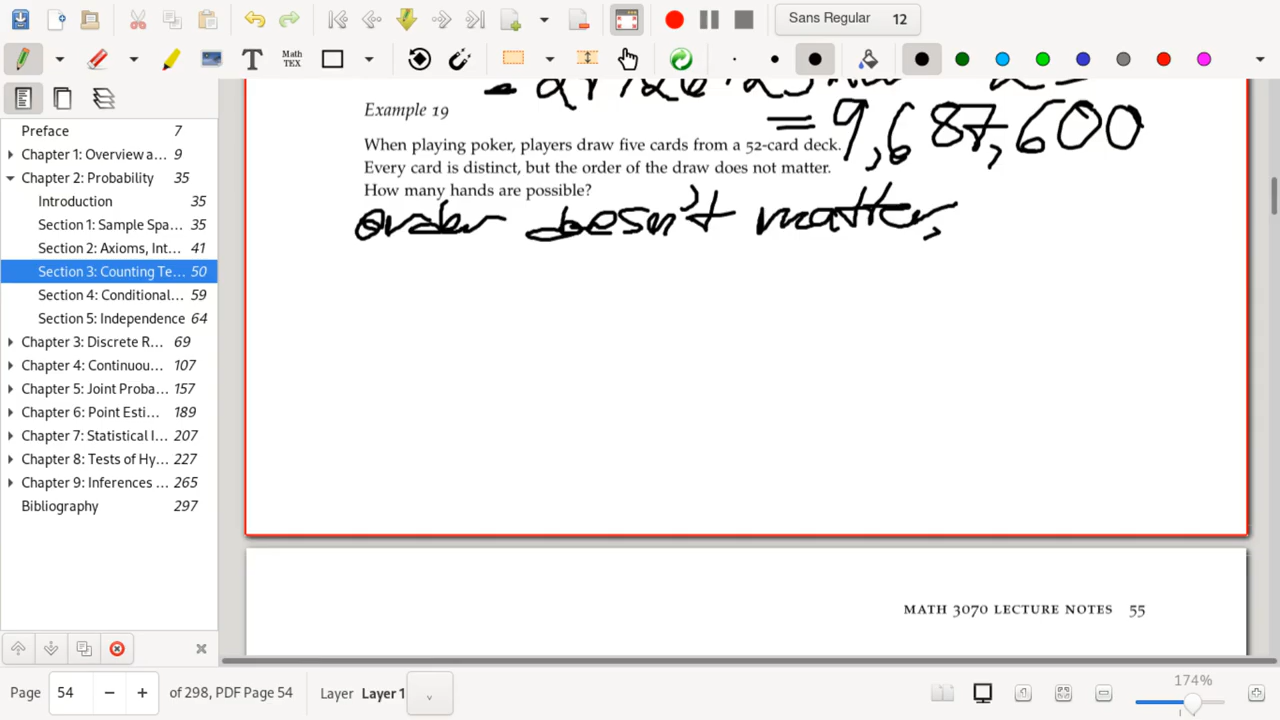 Sans Regular 12
Math
TEX
Preface 7
Chapter 1: Overview a... 9
Chapter 2: Probability 35
Introduction 35
Section 1: Sample Spa... 35
Section 2: Axioms, Int... 41
Section 3: Counting Te... 50
Section 4: Conditional... 59
Section 5: Independence 64
Chapter 3: Discrete R... 69
Chapter 4: Continuou... 107
Chapter 5: Joint Proba... 157
Chapter 6: Point Esti... 189
Chapter 7: Statistical I... 207
Chapter 8: Tests of Hy... 227
Chapter 9: Inferences ... 265
Bibliography 297
Example 19
= 9,687,600
When playing poker, players draw five cards from a 52-card deck.
Every card is distinct, but the order of the draw does not matter.
How many hands are possible?
order doesn't matter,
MATH 3070 LECTURE NOTES 55
Page 54 of 298, PDF Page 54 Layer Layer 1 174%